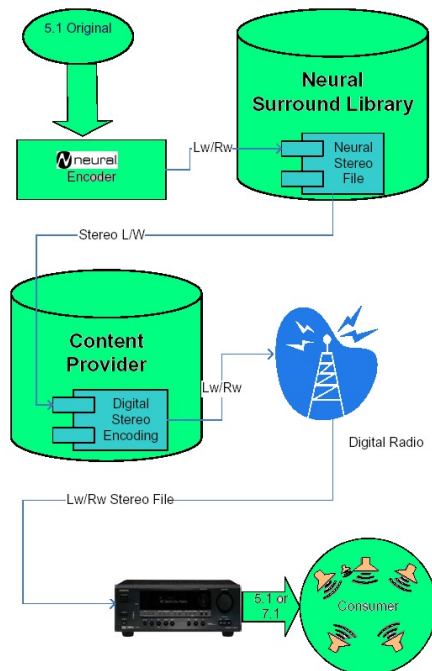 5.1 Original
Neural
Surround Library
neural
Encoder
Lw/Rw
Neural
Stereo
File
Stereo L/W
Content
Provider
Digital
Stereo
Encoding
Lw/Rw
Digital Radio
Lw/Rw Stereo File
5.1 or
7.1
Consumer